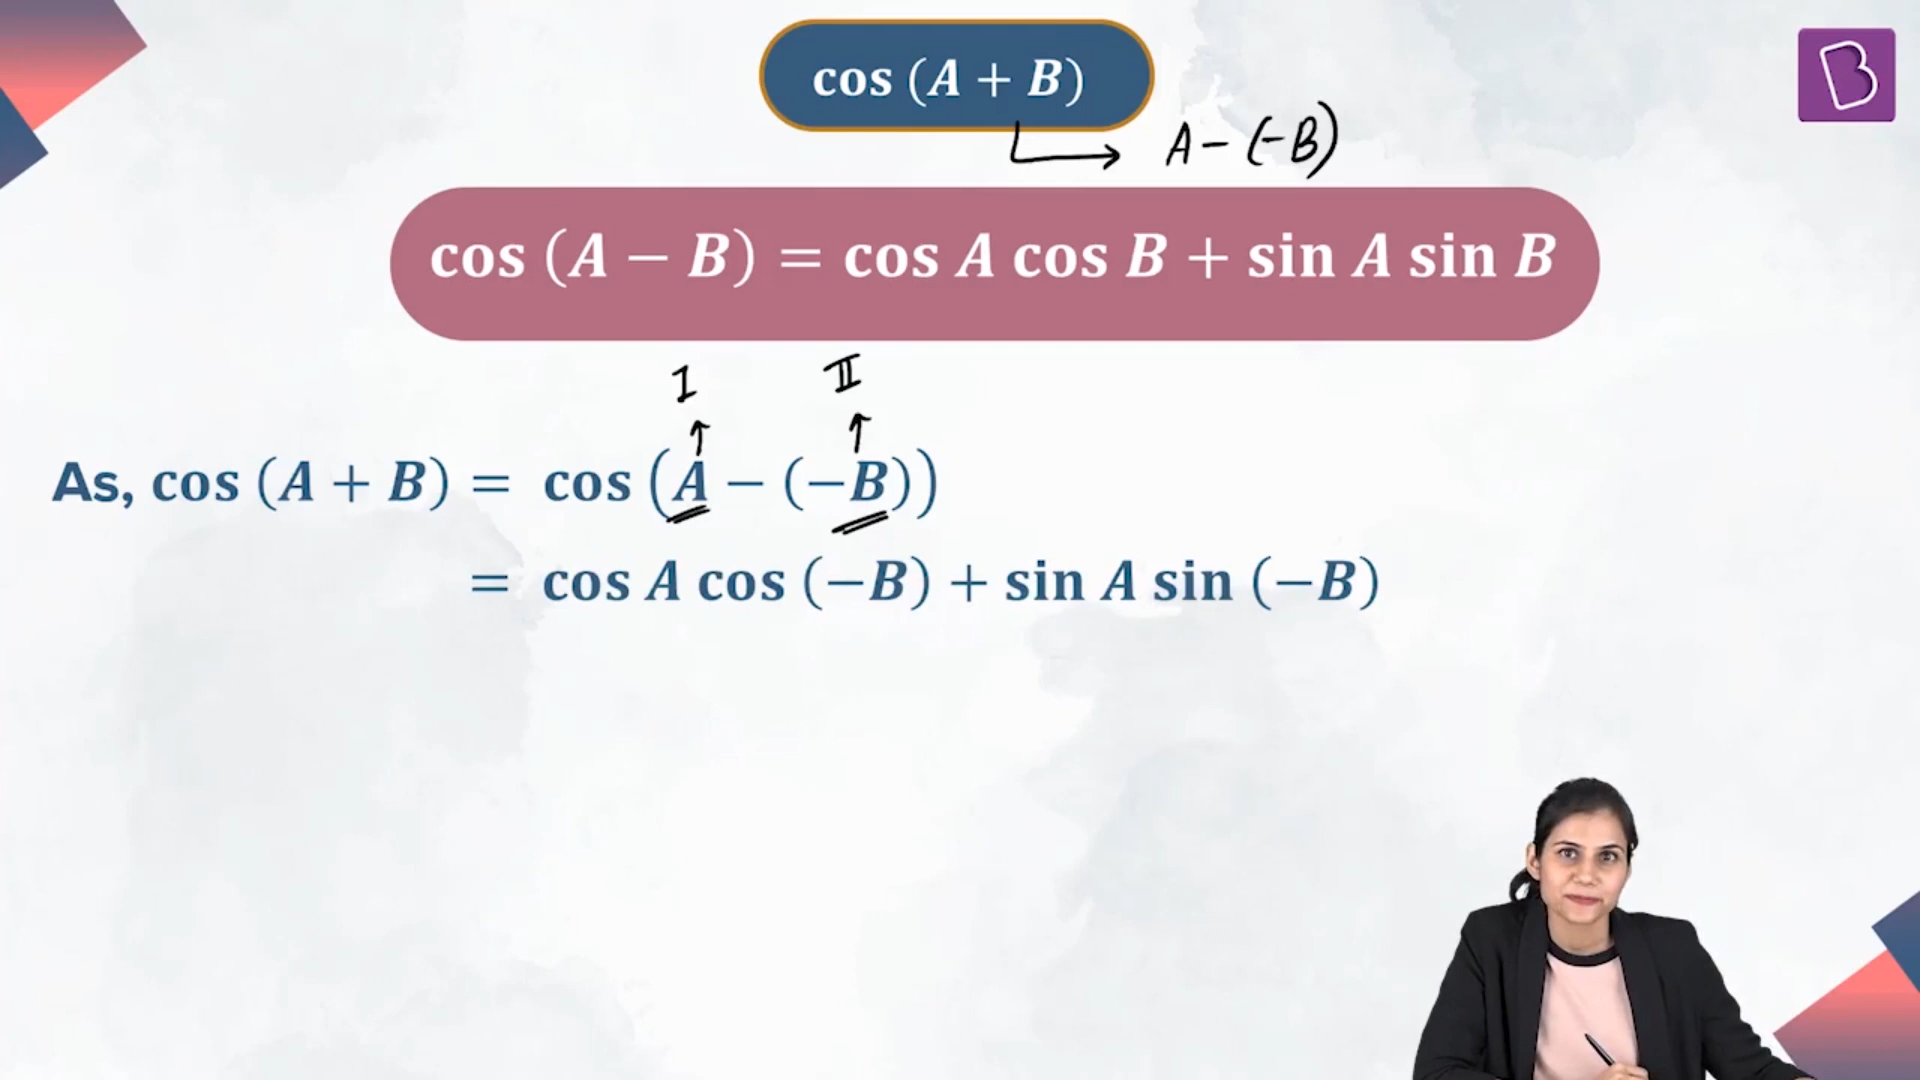 cos (A + B)
A - (-B)
cos (A − B) = cos A cos B + sin A sin B
I II
As, cos (A + B) = cos (A − (−B))
= cos A cos (−B) + sin A sin (−B)